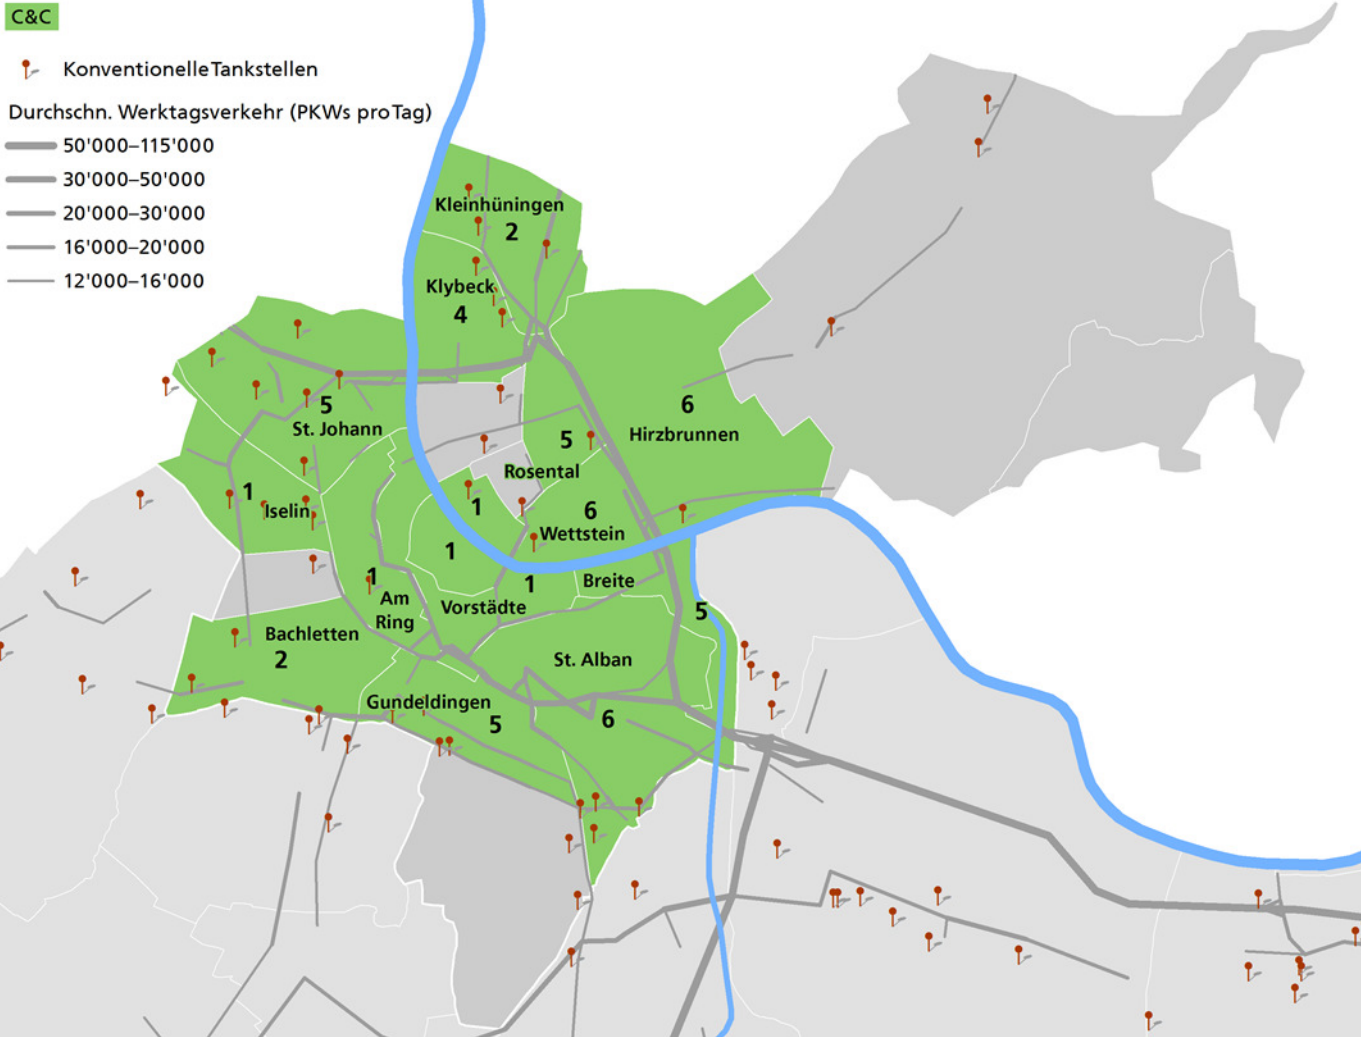 C&C
Konventionelle Tankstellen
Durchschn. Werktagsverkehr (PKWs pro Tag)
50'000–115'000
30'000–50'000
20'000–30'000
16'000–20'000
12'000–16'000
Kleinhüningen
2
Klybeck
4
5
St. Johann
6
Hirzbrunnen
5
Rosental
1
Iselin
1
6
Wettstein
1
1
Am
Ring
1
Vorstädte
Breite
5
Bachletten
2
St. Alban
6
Gundeldingen
5